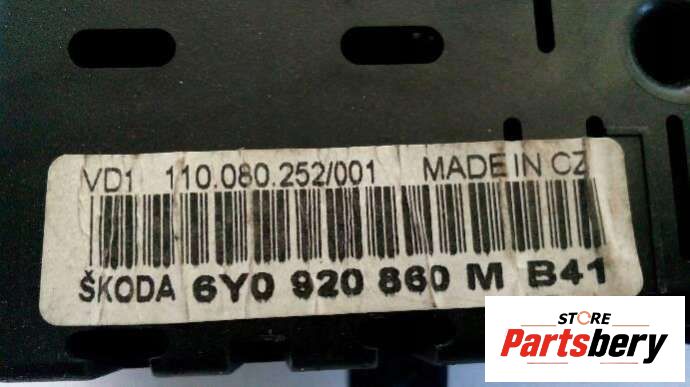 VD1 110.080.252/001 MADE IN CZ
ŠKODA 6Y0 920 860 M B41
STORE
Partsbery